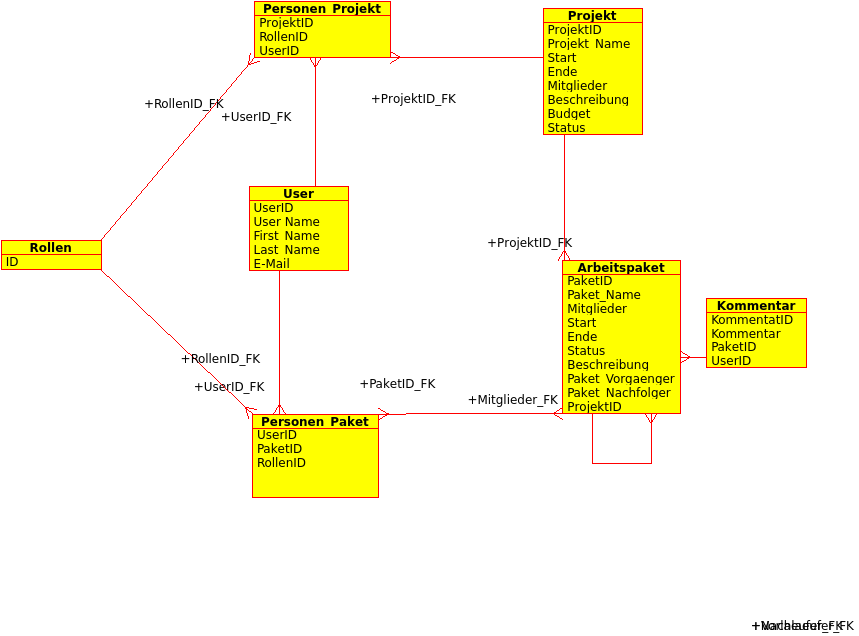 Personen_Projekt
ProjektID
RollenID
UserID
Projekt
ProjektID
Projekt_Name
Start
Ende
Mitglieder
Beschreibung
Budget
Status
+RollenID_FK
+UserID_FK
+ProjektID_FK
User
UserID
User Name
First_Name
Last_Name
E-Mail
Rollen
ID
+ProjektID_FK
Arbeitspaket
PaketID
Paket_Name
Mitglieder
Start
Ende
Status
Beschreibung
Paket_Vorgaenger
Paket_Nachfolger
ProjektID
Kommentar
KommentatID
Kommentar
PaketID
UserID
+RollenID_FK
+UserID_FK
+PaketID_FK
+Mitglieder_FK
Personen_Paket
UserID
PaketID
RollenID